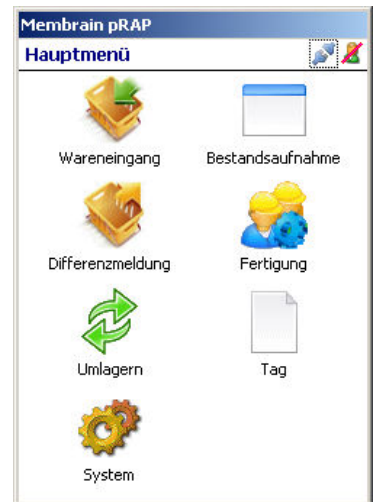 Membrain pRAP
Hauptmenü
Wareneingang
Bestandsaufnahme
Differenzmeldung
Fertigung
Umlagern
Tag
System